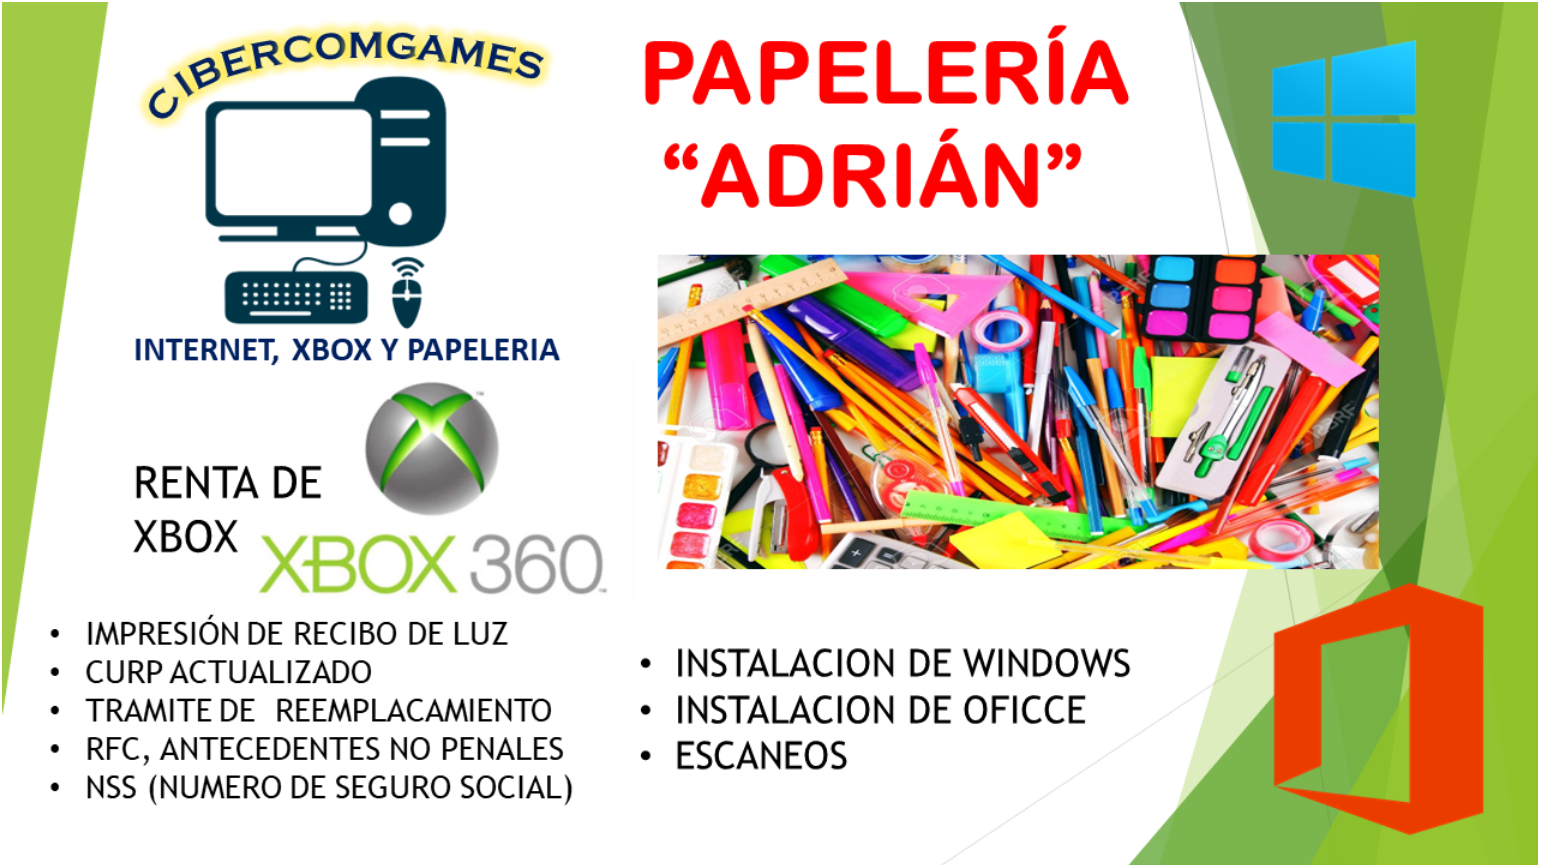 CIBERCOMGAMES
INTERNET, XBOX Y PAPELERIA
RENTA DE
XBOX
XBOX 360
• IMPRESIÓN DE RECIBO DE LUZ
• CURP ACTUALIZADO
• TRAMITE DE REEMPLACAMIENTO
• RFC, ANTECEDENTES NO PENALES
• NSS (NUMERO DE SEGURO SOCIAL)
PAPELERÍA
“ADRIÁN”
• INSTALACION DE WINDOWS
• INSTALACION DE OFICCE
• ESCANEOS